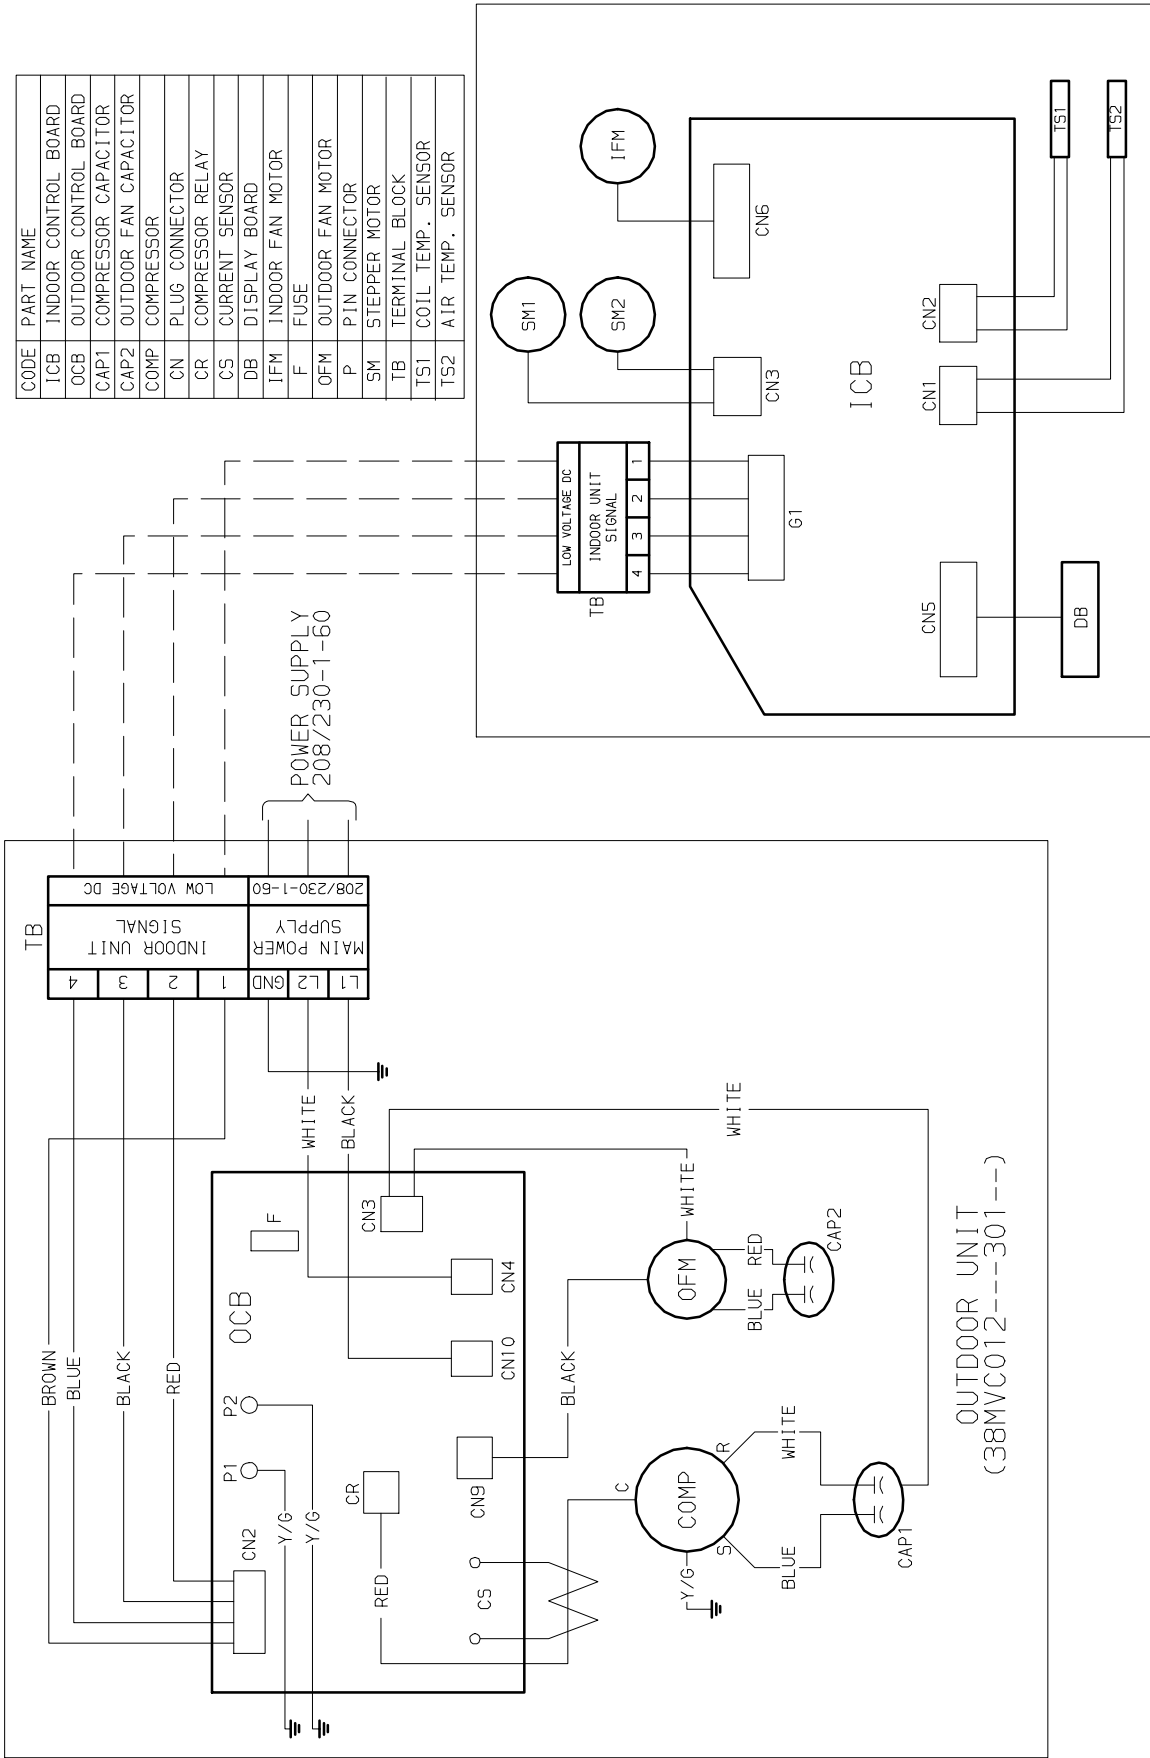 CODE PART NAME
ICB INDOOR CONTROL BOARD
OCB OUTDOOR CONTROL BOARD
CAP1 COMPRESSOR CAPACITOR
CAP2 OUTDOOR FAN CAPACITOR
COMP COMPRESSOR
CN PLUG CONNECTOR
CR COMPRESSOR RELAY
CS CURRENT SENSOR
DB DISPLAY BOARD
IFM INDOOR FAN MOTOR
F FUSE
OFM OUTDOOR FAN MOTOR
P PIN CONNECTOR
SM STEPPER MOTOR
TB TERMINAL BLOCK
TS1 COIL TEMP. SENSOR
TS2 AIR TEMP. SENSOR
IFM
SM1
SM2
CN6
CN3
ICB
CN2
CN1
TS1
TS2
LOW VOLTAGE DC
INDOOR UNIT
SIGNAL
4
3
2
1
TB
G1
CN5
DB
POWER SUPPLY
208/230-1-60
TB
LOW VOLTAGE DC
208/230-1-60
INDOOR UNIT
SIGNAL
MAIN POWER
SUPPLY
4
3
2
1
GND
L2
L1
BROWN
BLUE
BLACK
RED
WHITE
BLACK
OCB
F
CN3
CN4
CN10
P2
P1
CN2
Y/G
Y/G
CR
CN9
RED
CS
BLACK
WHITE
WHITE
OFM
RED
BLUE
CAP2
COMP
C
R
S
Y/G
WHITE
BLUE
CAP1
OUTDOOR UNIT
(38MVC012---301--)